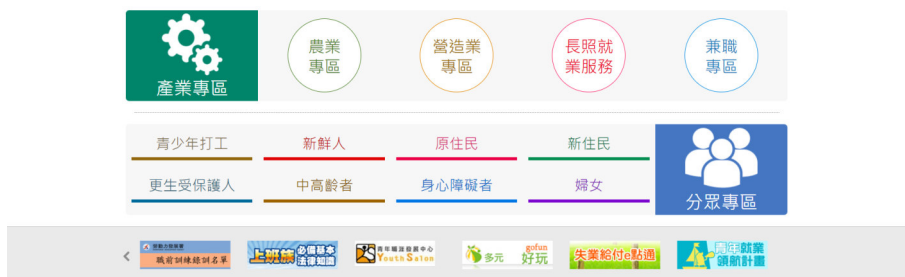 產業專區
農業
專區
營造業
專區
長照就
業服務
兼職
專區
青少年打工
新鮮人
原住民
新住民
更生受保護人
中高齡者
身心障礙者
婦女
分眾專區
職前訓練錄訓名單
上班族 必備基本
法律知識
青年職涯發展中心
Youth Salon
多元
gofun
好玩
失業給付e點通
青年就業
領航計畫